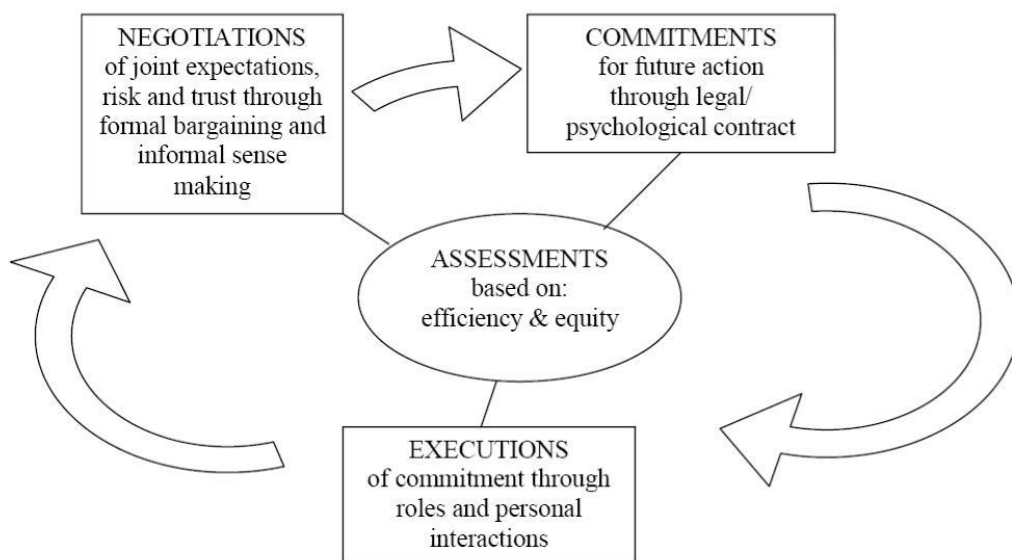 NEGOTIATIONS
of joint expectations,
risk and trust through
formal bargaining and
informal sense
making
COMMITMENTS
for future action
through legal/
psychological contract
ASSESSMENTS
based on:
efficiency & equity
EXECUTIONS
of commitment through
roles and personal
interactions